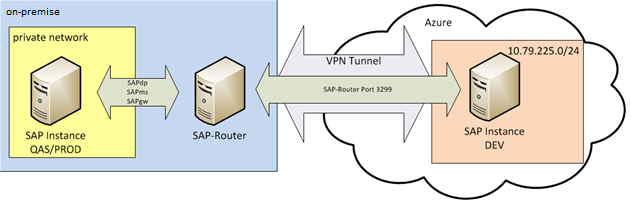 on-premise
private network
SAP Instance
QAS/PROD
SAPdp
SAPms
SAPgw
SAP-Router
VPN Tunnel
SAP-Router Port 3299
Azure
10.79.225.0/24
SAP Instance
DEV